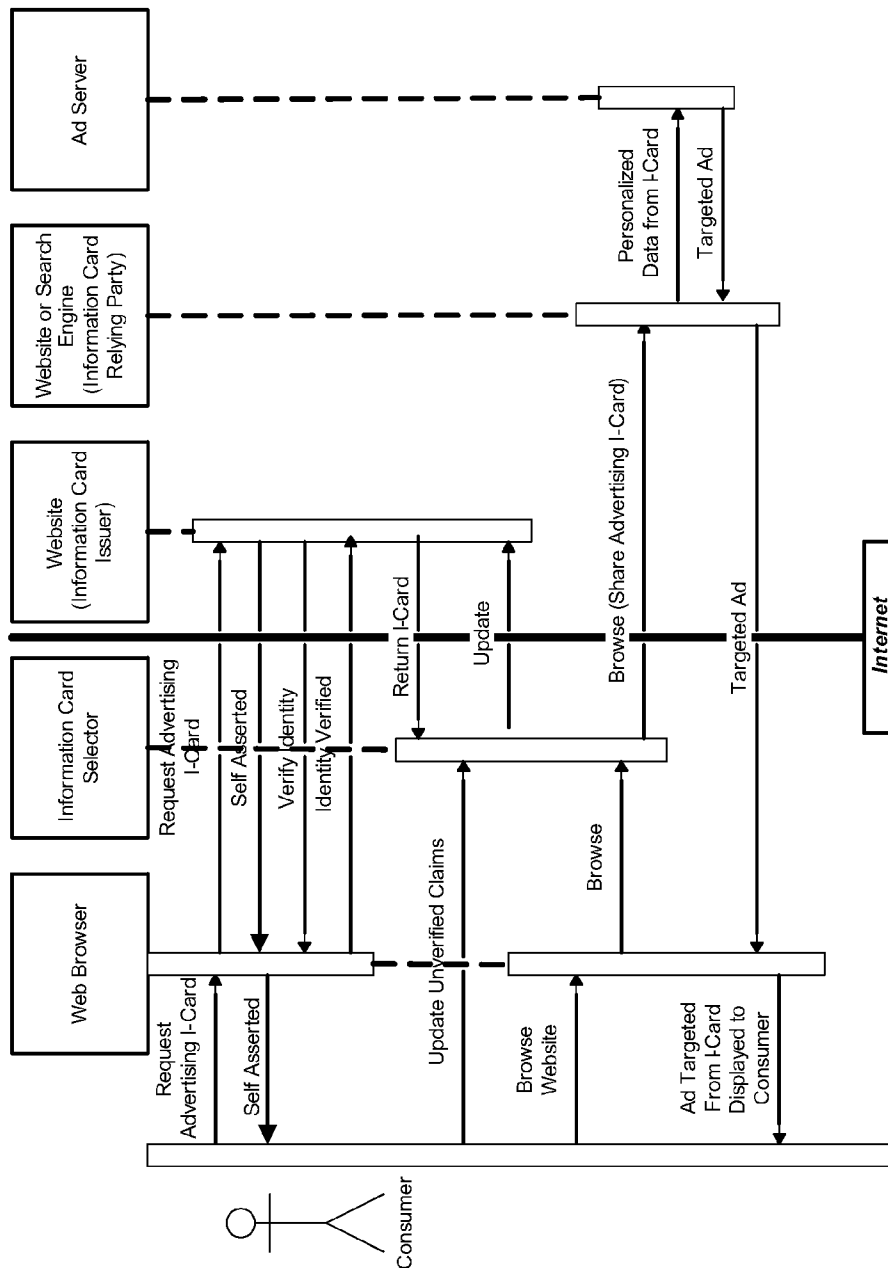 Consumer
Web Browser
Information Card
Selector
Website
(Information Card
Issuer)
Website or Search
Engine
(Information Card
Relying Party)
Ad Server
Request
Advertising I-Card
Request Advertising
I-Card
Self Asserted
Self Asserted
Verify Identity
Identity Verified
Return I-Card
Update Unverified Claims
Update
Browse
Website
Browse
Browse (Share Advertising I-Card)
Personalized
Data from I-Card
Targeted Ad
Targeted Ad
Ad Targeted
From I-Card
Displayed to
Consumer
Internet